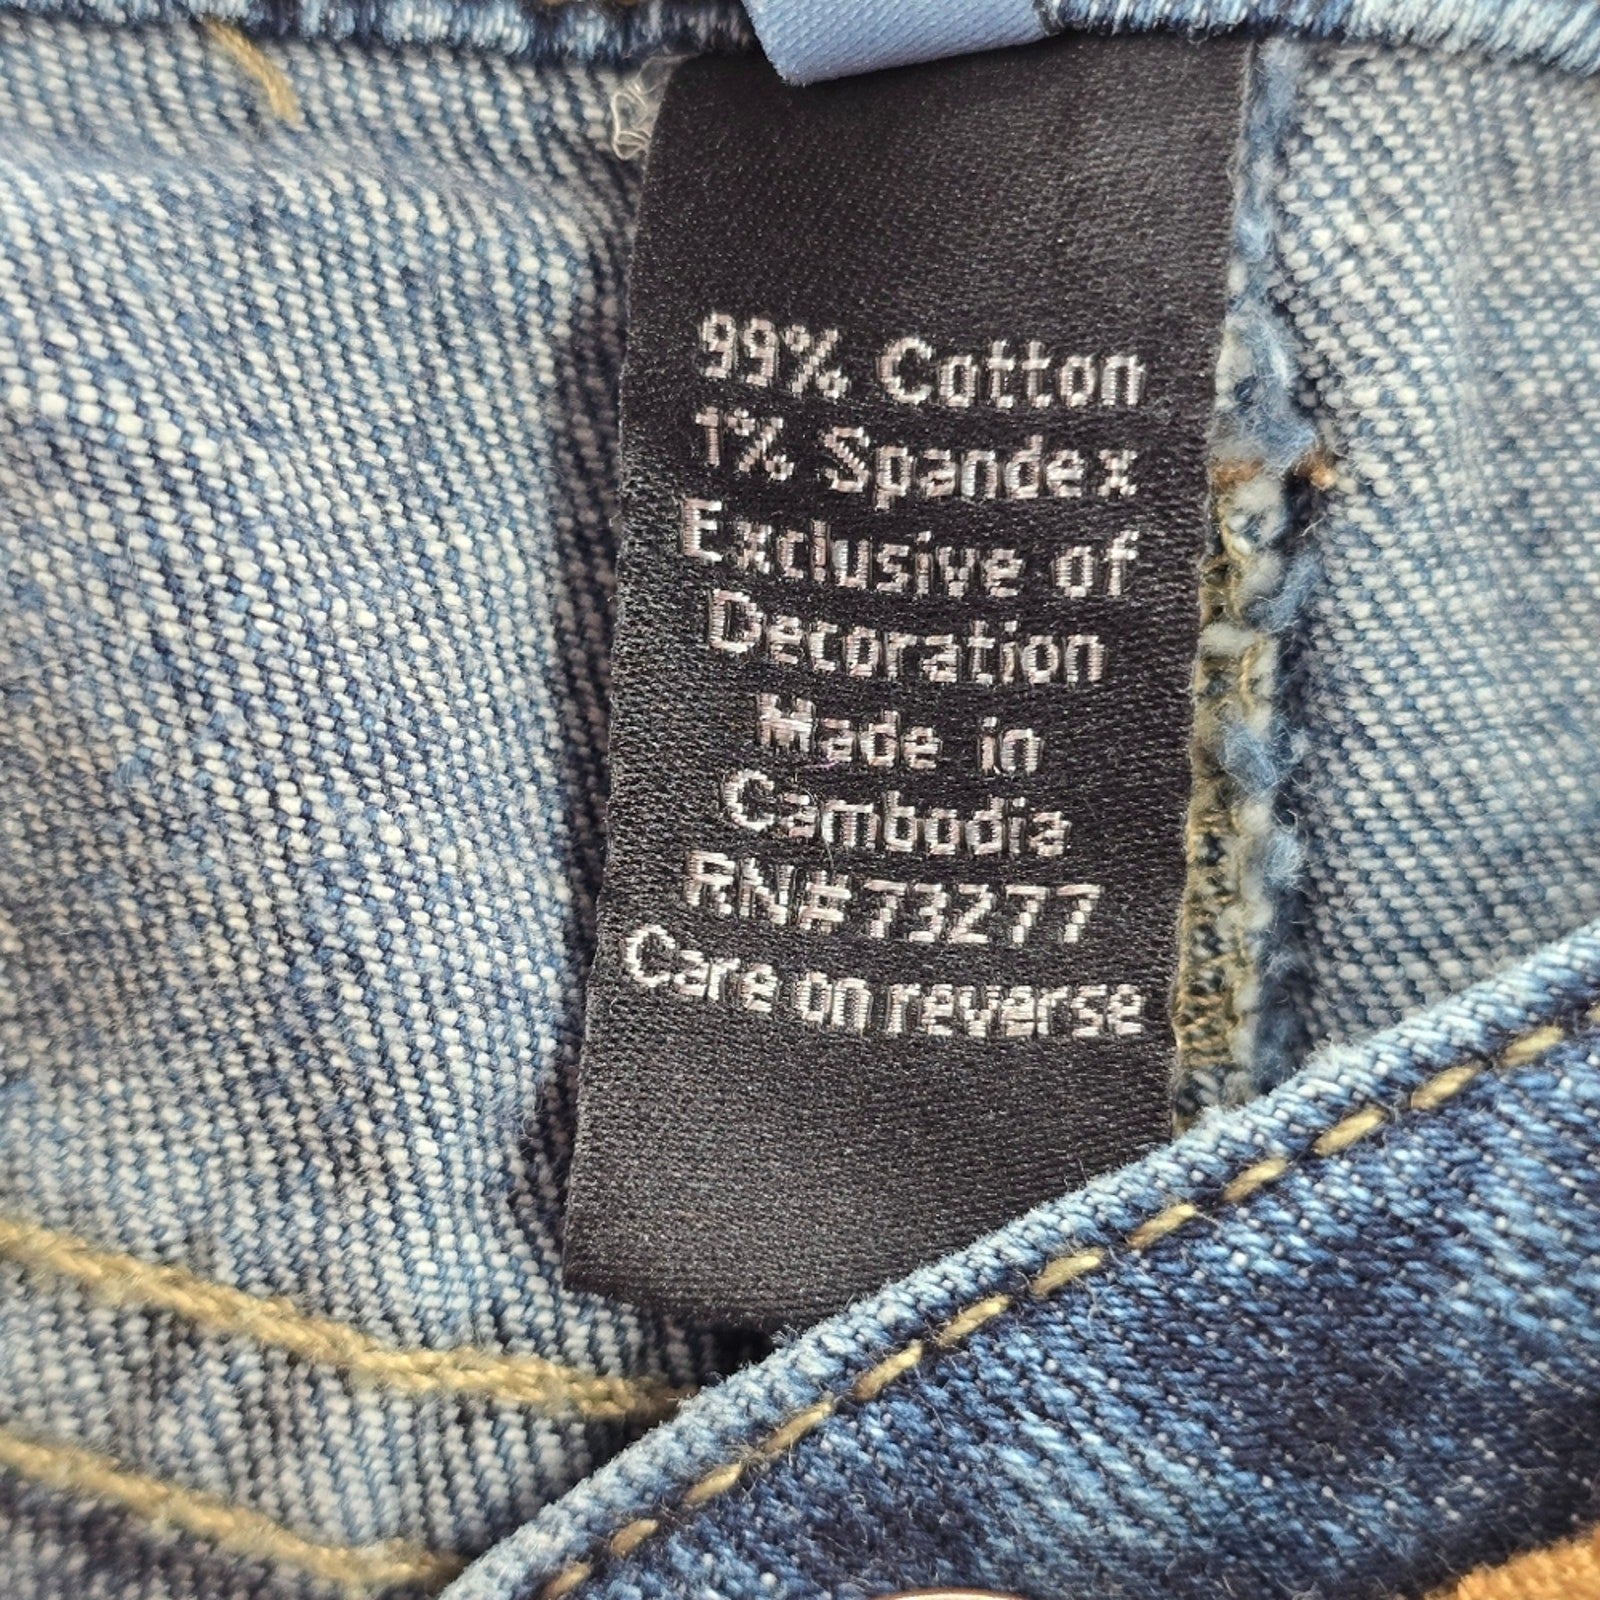 99% Cotton
1% Spandex
Exclusive of
Decoration
Made in
Cambodia
RN#73277
Care on reverse